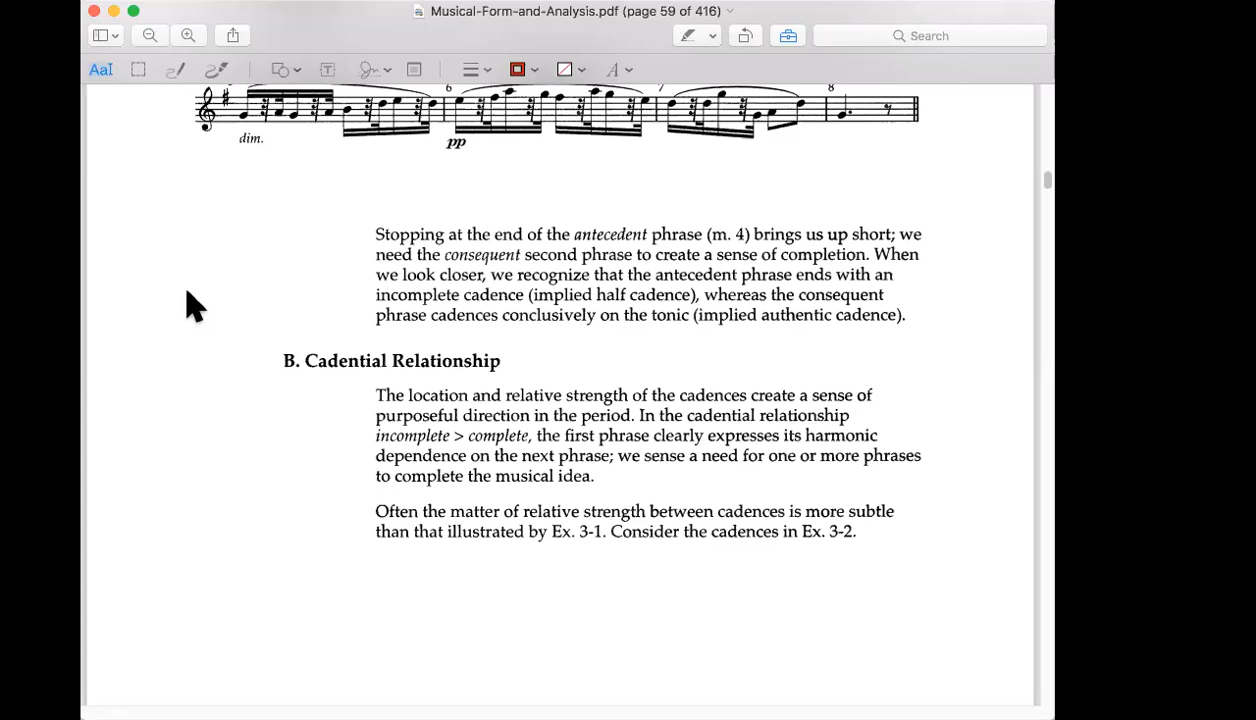 Musical-Form-and-Analysis.pdf (page 59 of 416)
Search
AaI
T
A
6
7
8
dim.
pp
Stopping at the end of the antecedent phrase (m. 4) brings us up short; we
need the consequent second phrase to create a sense of completion. When
we look closer, we recognize that the antecedent phrase ends with an
incomplete cadence (implied half cadence), whereas the consequent
phrase cadences conclusively on the tonic (implied authentic cadence).
B. Cadential Relationship
The location and relative strength of the cadences create a sense of
purposeful direction in the period. In the cadential relationship
incomplete > complete, the first phrase clearly expresses its harmonic
dependence on the next phrase; we sense a need for one or more phrases
to complete the musical idea.
Often the matter of relative strength between cadences is more subtle
than that illustrated by Ex. 3-1. Consider the cadences in Ex. 3-2.